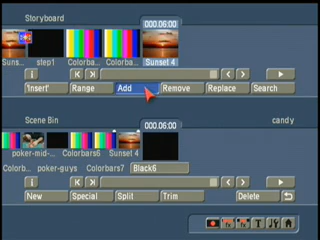 Storyboard
000.06:00
Suns step1 Colorba Colorba Sunset 4
i
'Insert' Range Add Remove Replace Search
Scene Bin 000.06:00 candy
poker-mid- Colorbars6 Sunset 4
Colorb poker-guys Colorbars7 Black6
i
New Special Split Trim Delete
T